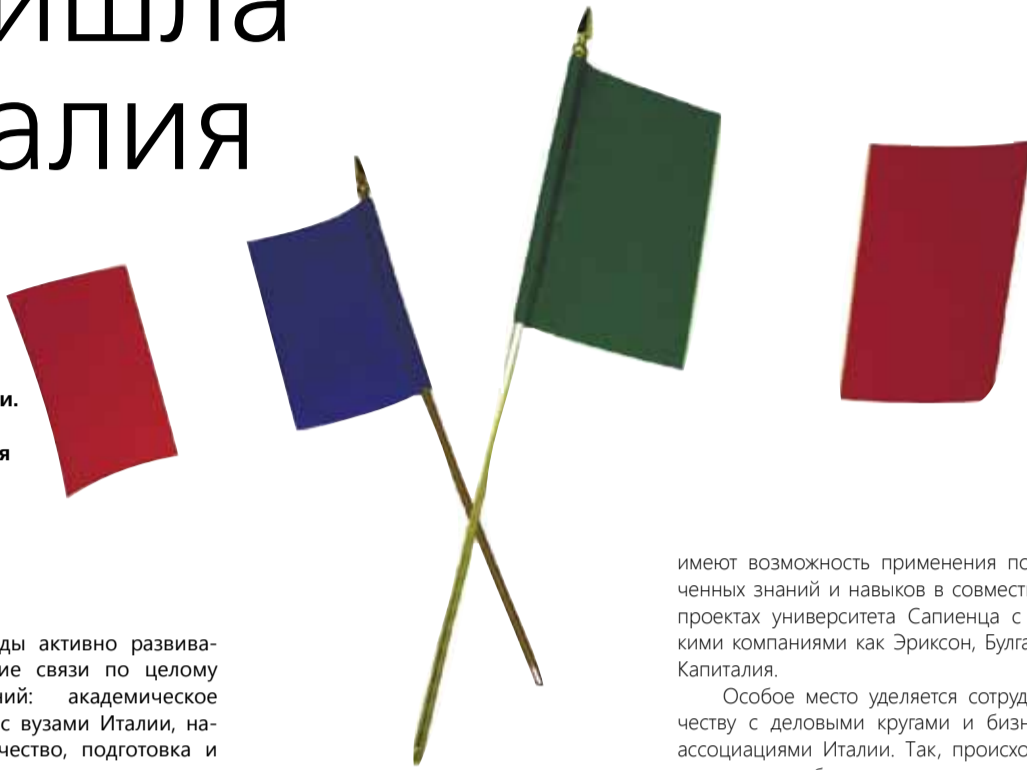 ишла
алия
и.
я
ды активно развива-
ие связи по целому
ний: академическое
с вузами Италии, на-
чество, подготовка и
имеют возможность применения по
ченных знаний и навыков в совмест
проектах университета Сапиенца с
кими компаниями как Эриксон, Булга
Капиталия.
Особое место уделяется сотруд
честву с деловыми кругами и бизн
ассоциациями Италии. Так, происхо